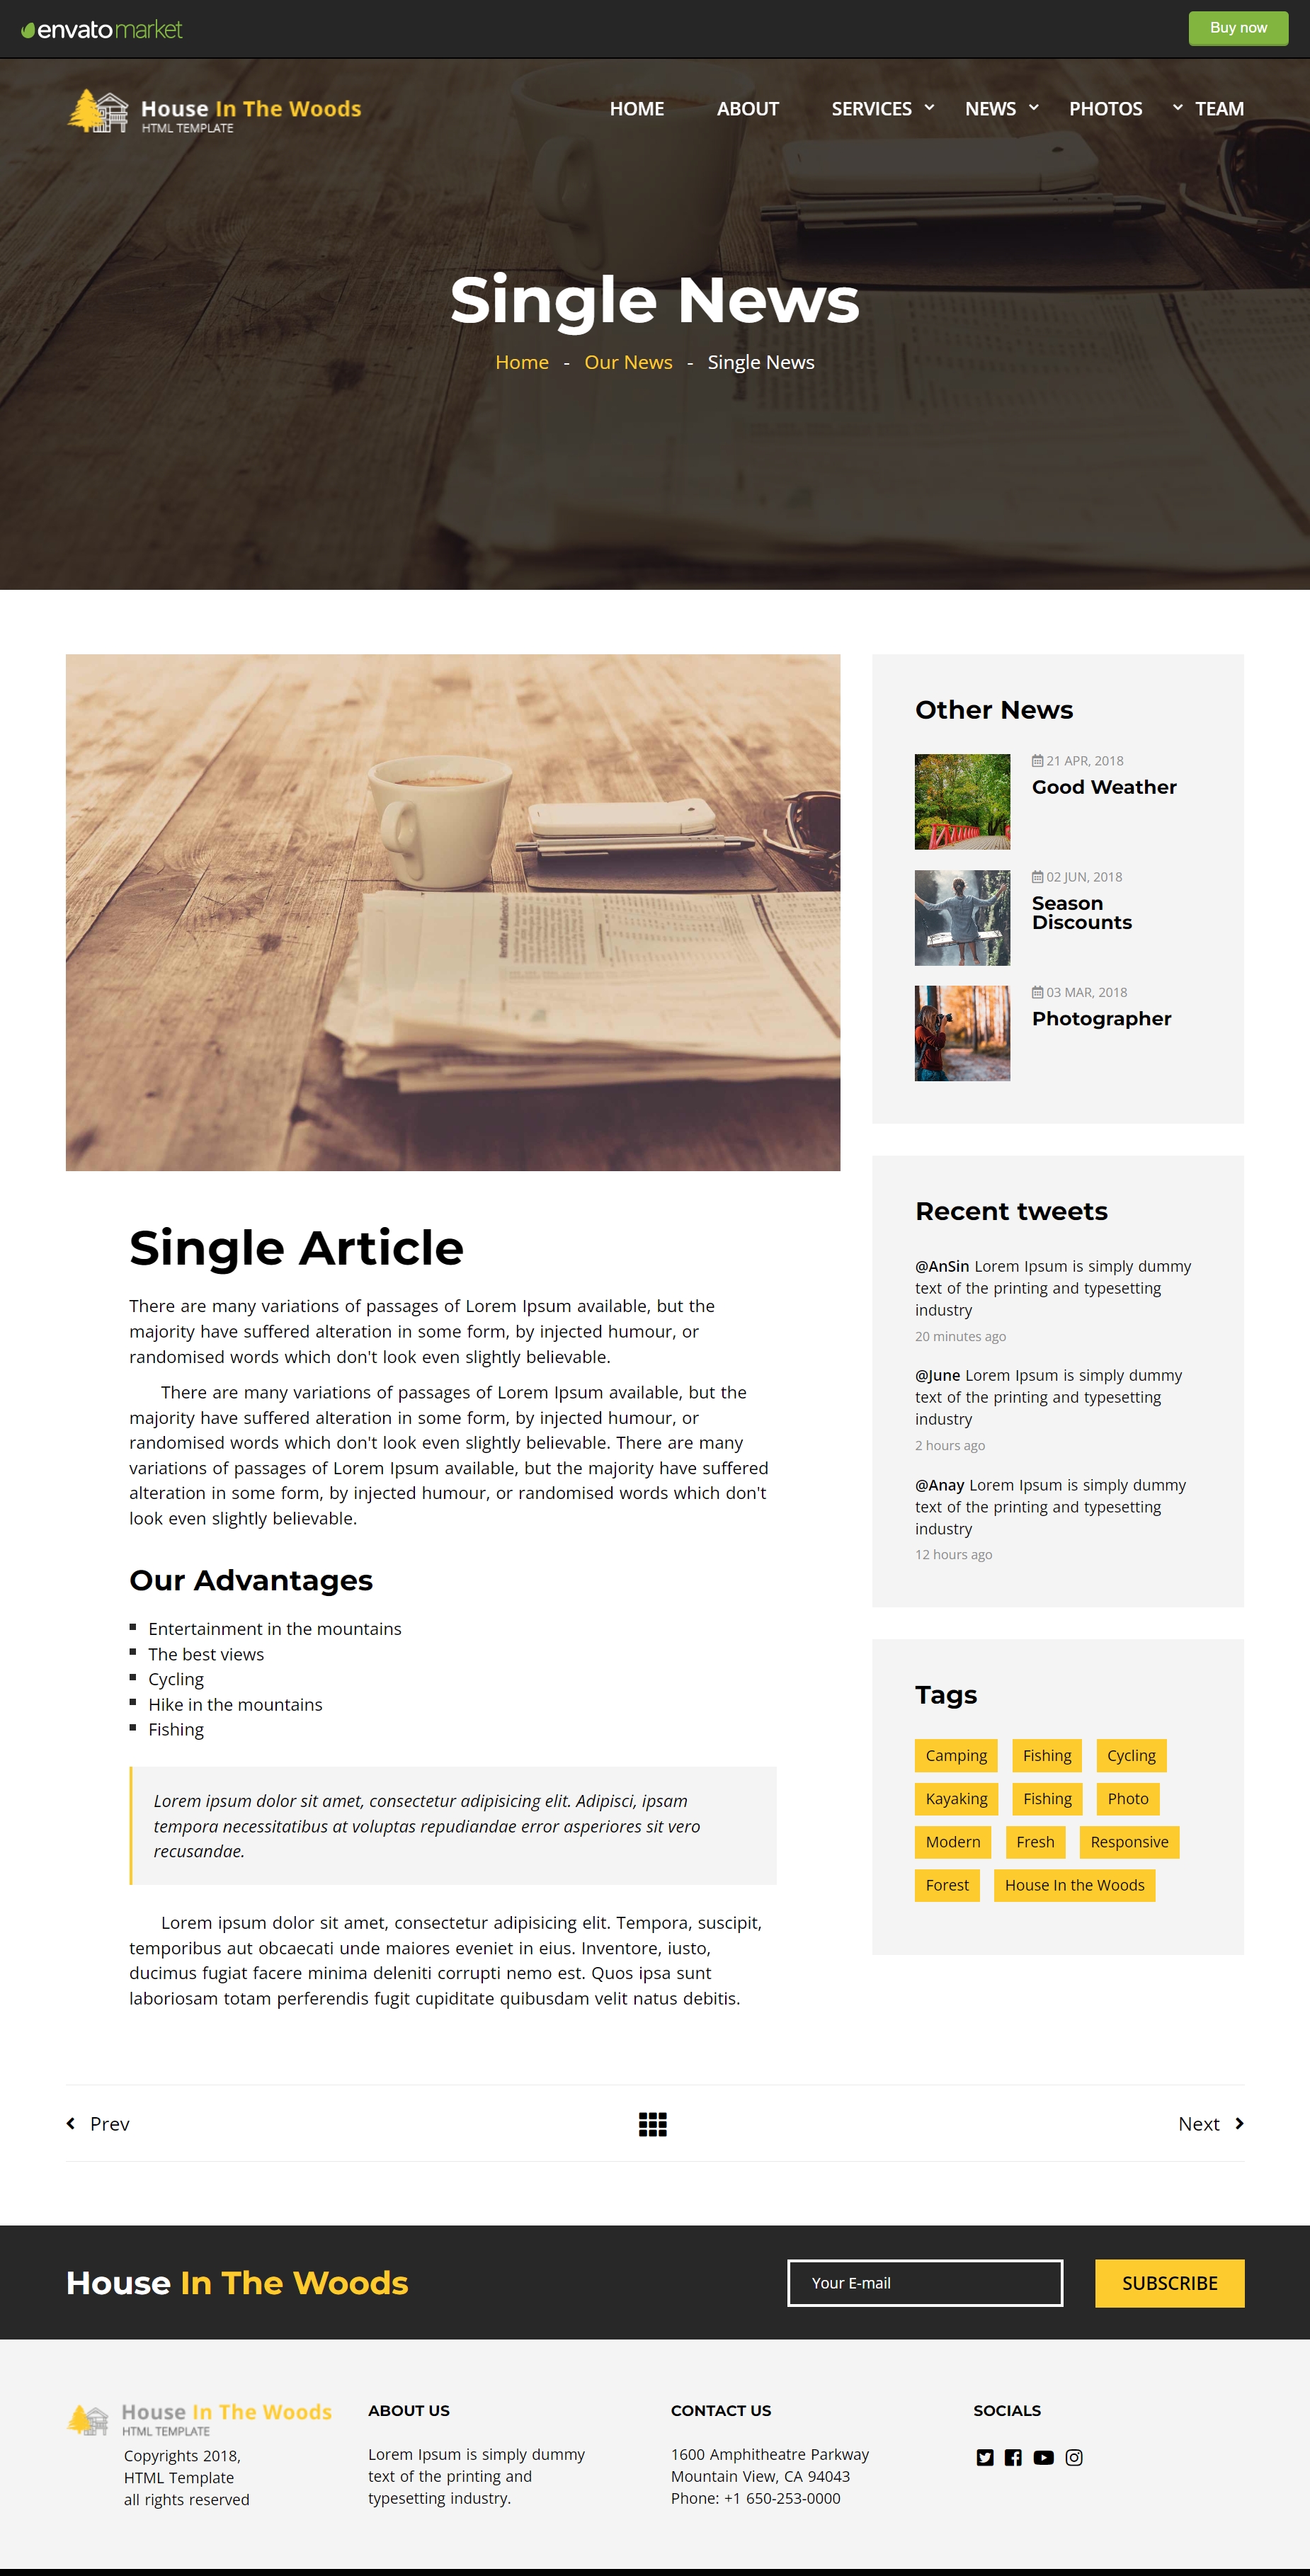 envatomarket
Buy now
House In The Woods
HTML TEMPLATE
HOME
ABOUT
SERVICES
NEWS
PHOTOS
TEAM
Single News
Home - Our News - Single News
Other News
21 APR, 2018
Good Weather
02 JUN, 2018
Season
Discounts
03 MAR, 2018
Photographer
Single Article
There are many variations of passages of Lorem Ipsum available, but the
majority have suffered alteration in some form, by injected humour, or
randomised words which don't look even slightly believable.
There are many variations of passages of Lorem Ipsum available, but the
majority have suffered alteration in some form, by injected humour, or
randomised words which don't look even slightly believable. There are many
variations of passages of Lorem Ipsum available, but the majority have suffered
alteration in some form, by injected humour, or randomised words which don't
look even slightly believable.
Our Advantages
Entertainment in the mountains
The best views
Cycling
Hike in the mountains
Fishing
Lorem ipsum dolor sit amet, consectetur adipisicing elit. Adipisci, ipsam
tempora necessitatibus at voluptas repudiandae error asperiores sit vero
recusandae.
Lorem ipsum dolor sit amet, consectetur adipisicing elit. Tempora, suscipit,
temporibus aut obcaecati unde maiores eveniet in eius. Inventore, iusto,
ducimus fugiat facere minima deleniti corrupti nemo est. Quos ipsa sunt
laboriosam totam perferendis fugit cupiditate quibusdam velit natus debitis.
Recent tweets
@AnSin Lorem Ipsum is simply dummy
text of the printing and typesetting
industry
20 minutes ago
@June Lorem Ipsum is simply dummy
text of the printing and typesetting
industry
2 hours ago
@Anay Lorem Ipsum is simply dummy
text of the printing and typesetting
industry
12 hours ago
Tags
Camping Fishing Cycling
Kayaking Fishing Photo
Modern Fresh Responsive
Forest House In the Woods
Prev
Next
House In The Woods
Your E-mail
SUBSCRIBE
House In The Woods
HTML TEMPLATE
Copyrights 2018,
HTML Template
all rights reserved
ABOUT US
Lorem Ipsum is simply dummy
text of the printing and
typesetting industry.
CONTACT US
1600 Amphitheatre Parkway
Mountain View, CA 94043
Phone: +1 650-253-0000
SOCIALS